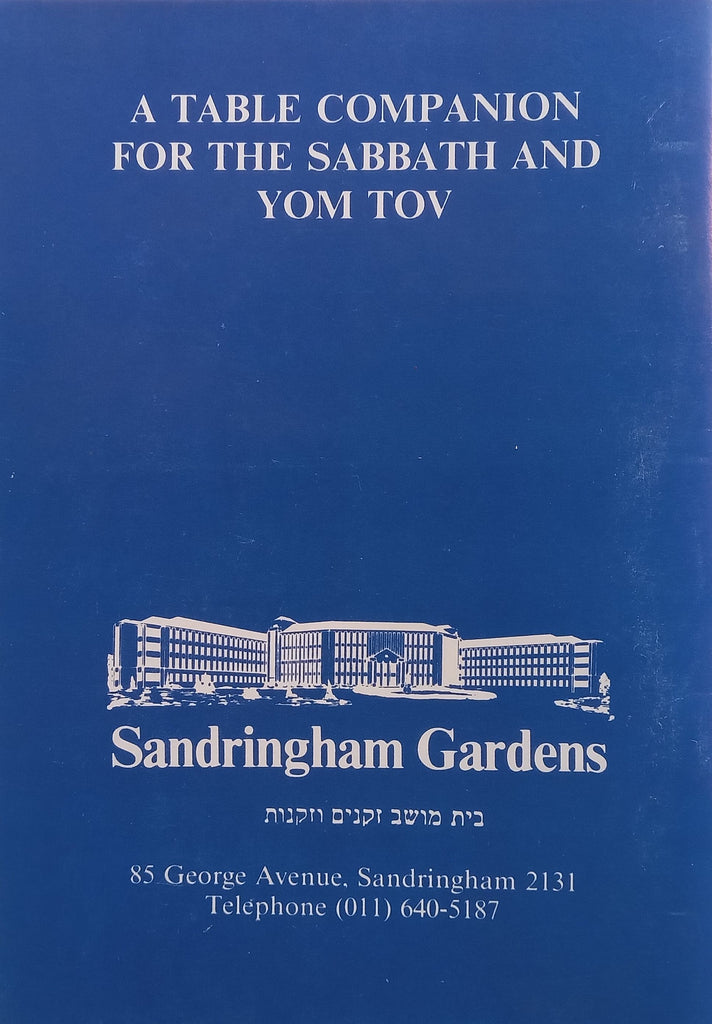 A TABLE COMPANION
FOR THE SABBATH AND
YOM TOV
Sandringham Gardens
בית מושב זקנים וזקנות
85 George Avenue, Sandringham 2131
Telephone (011) 640-5187